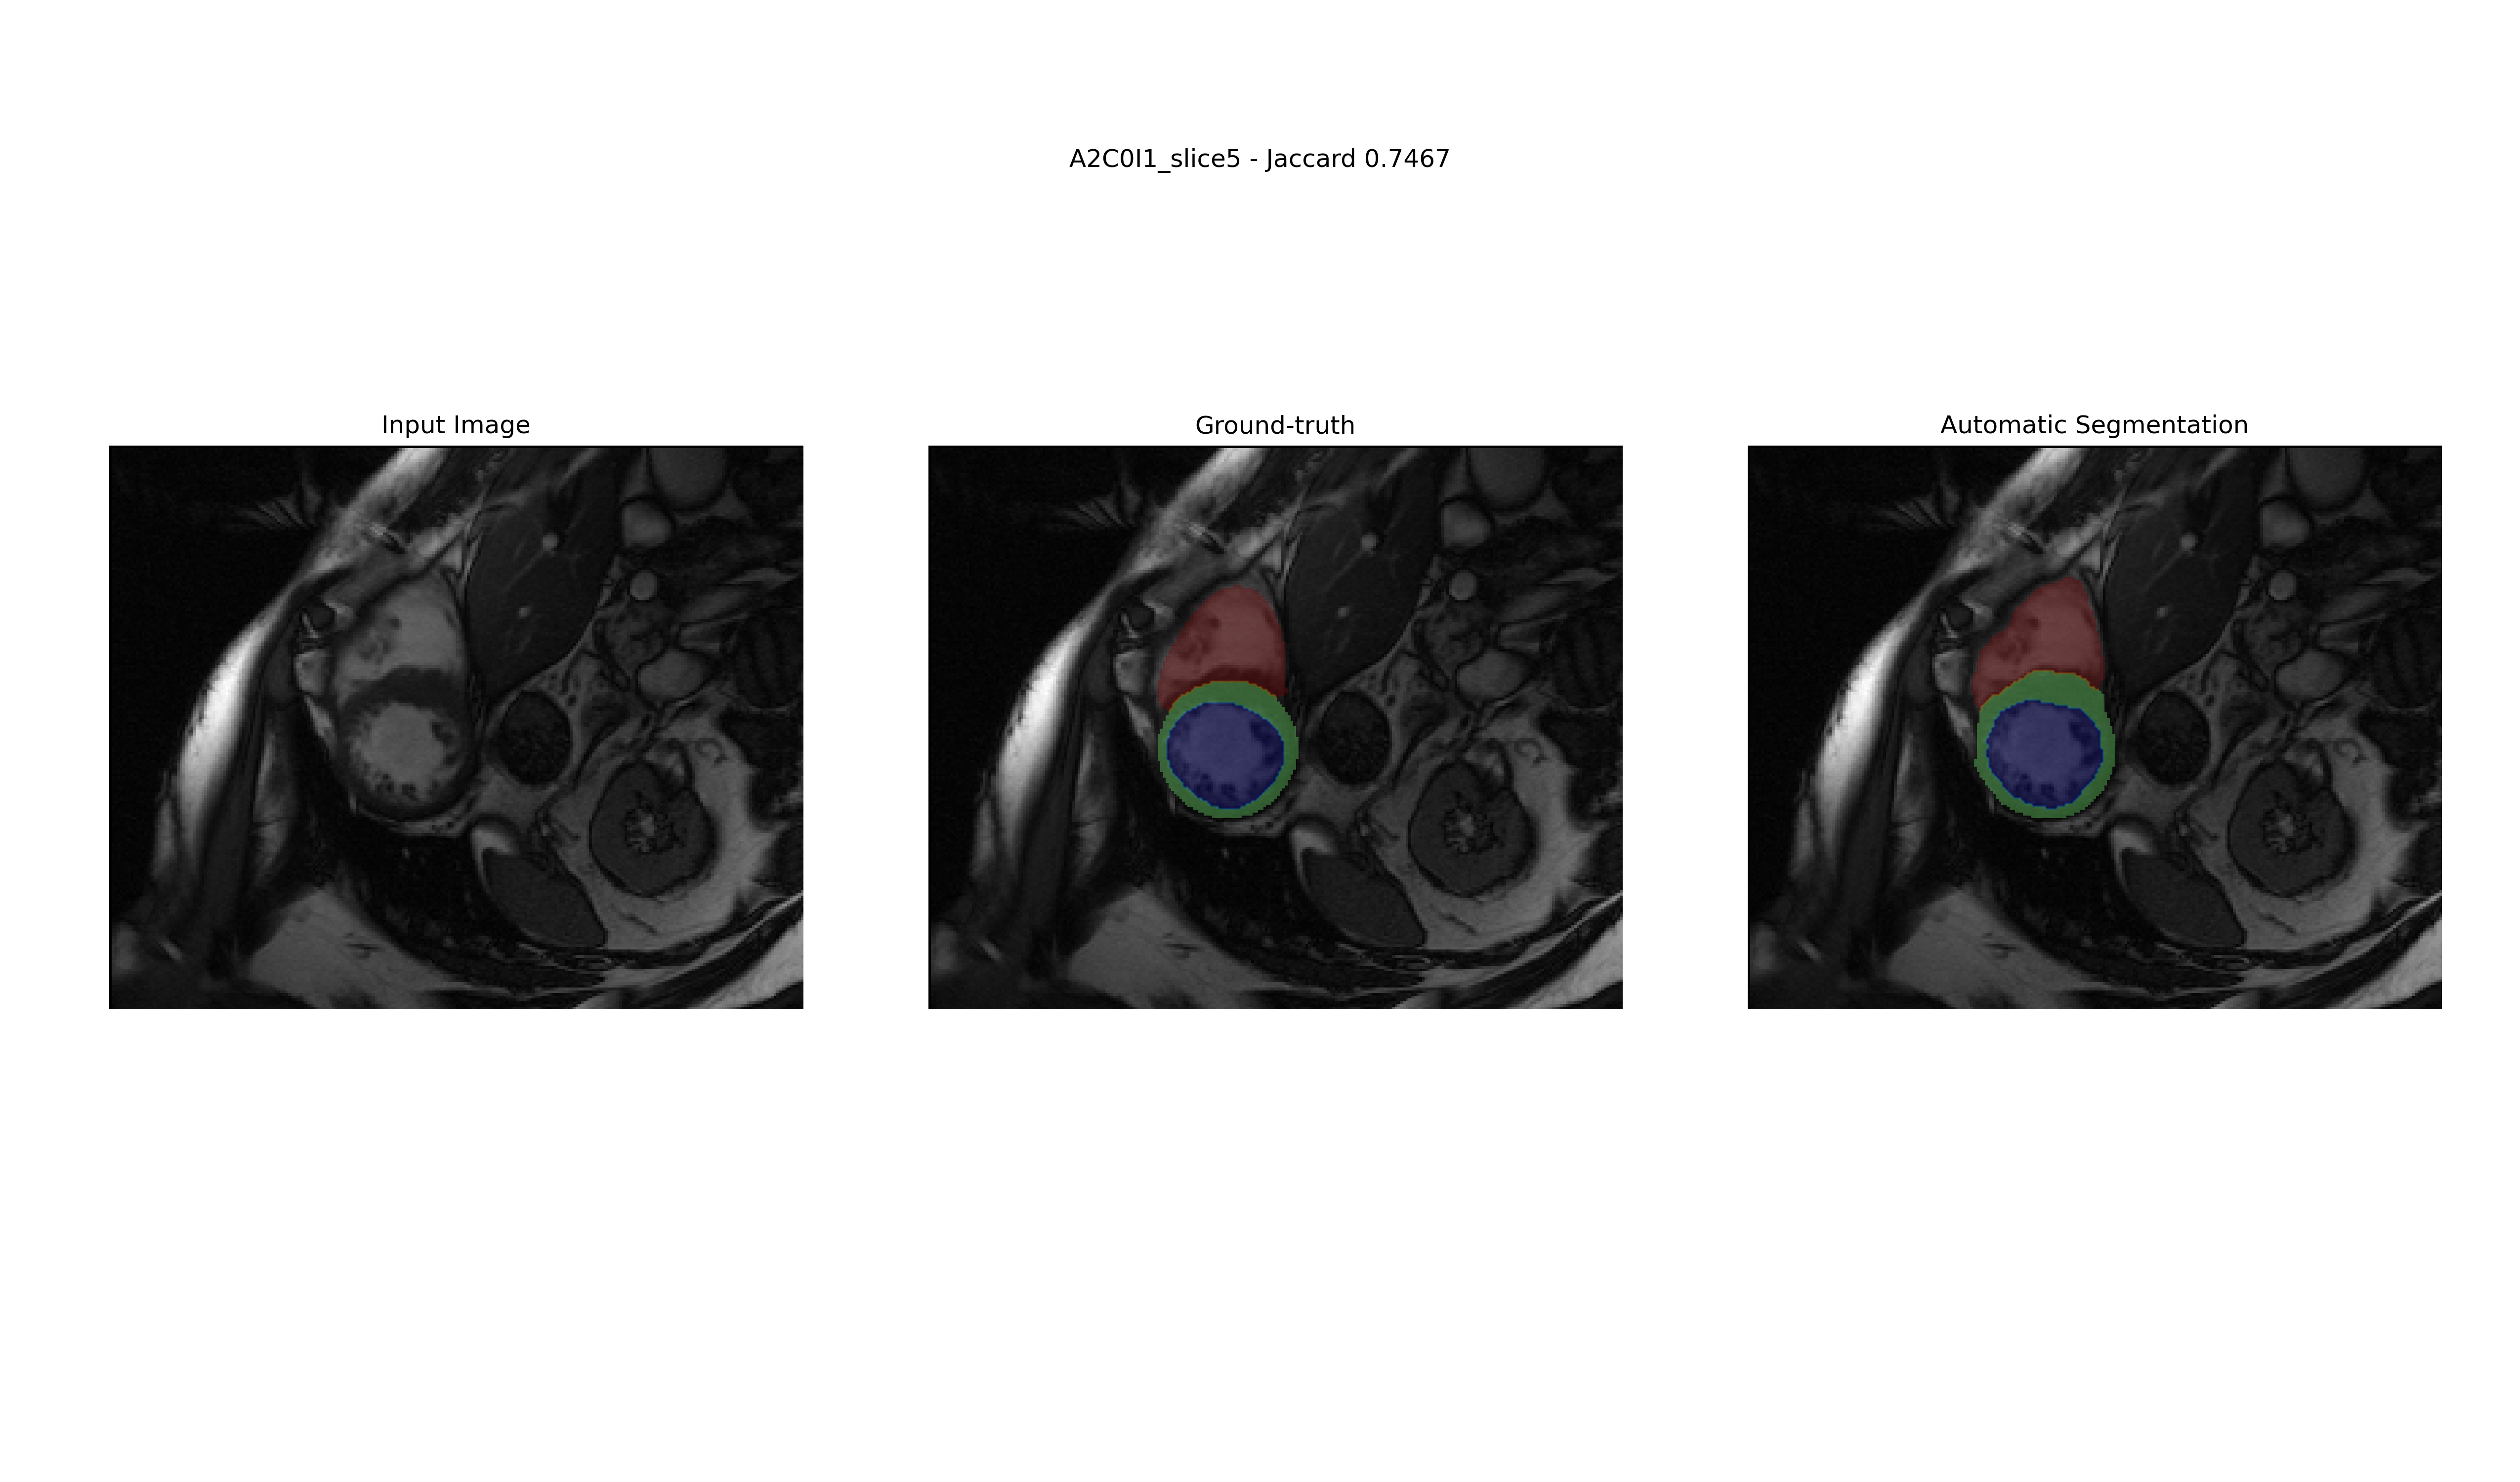 A2C0I1_slice5 - Jaccard 0.7467
Input Image
Ground-truth
Automatic Segmentation